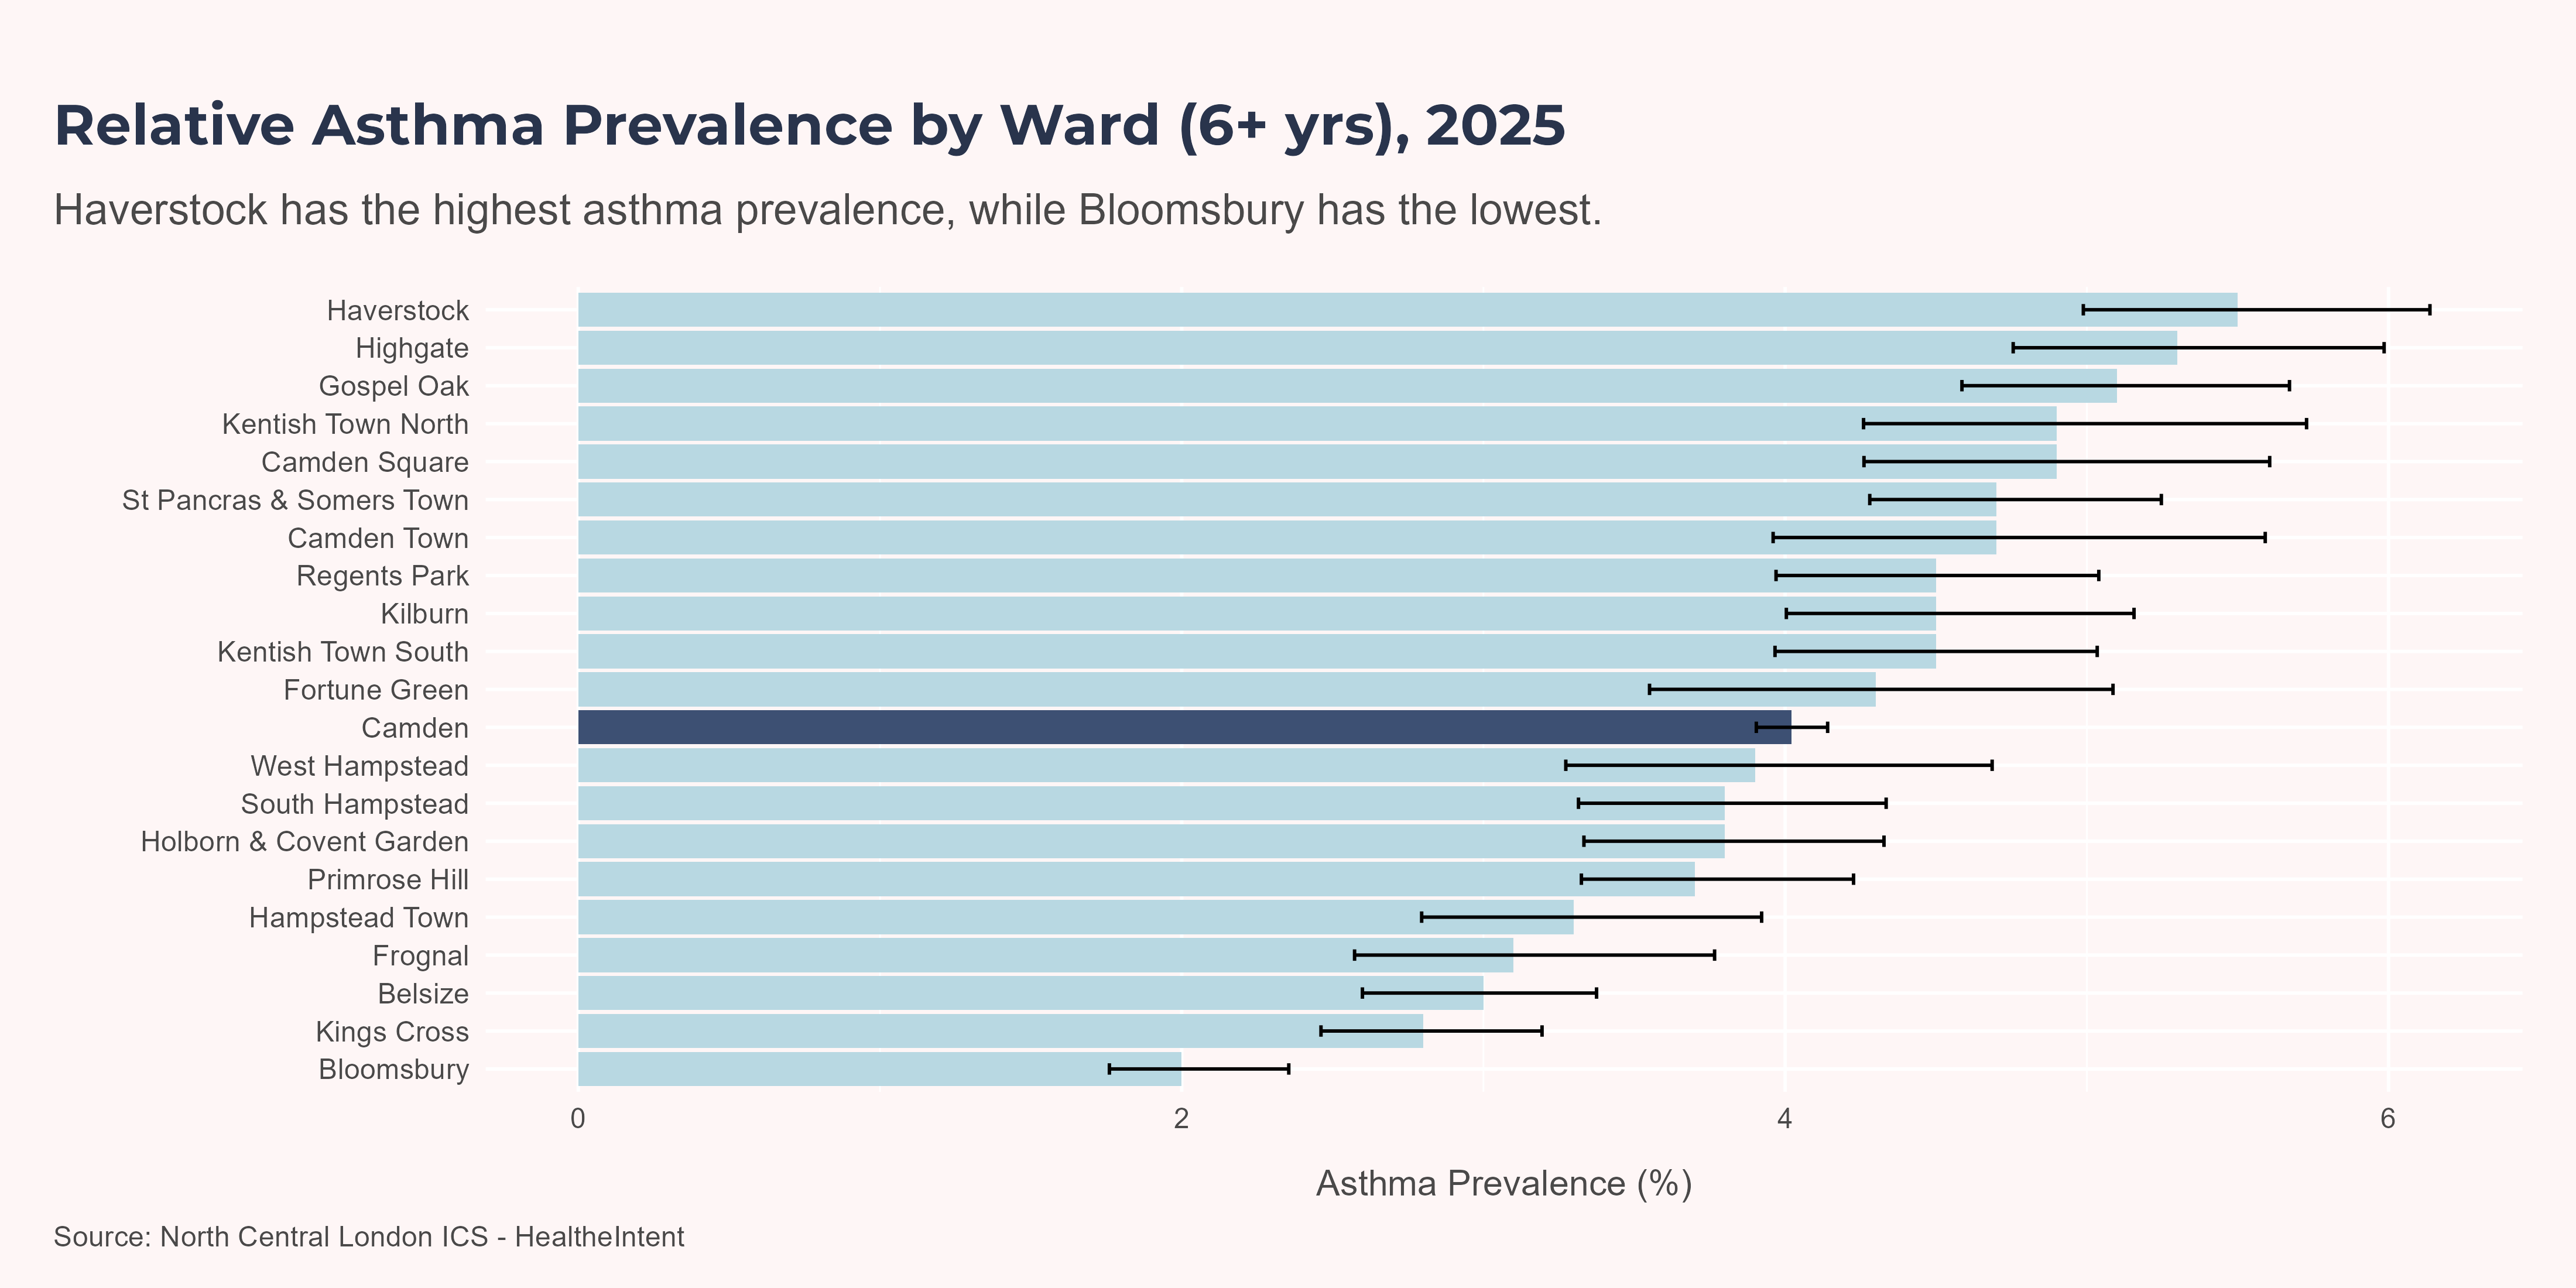 Relative Asthma Prevalence by Ward (6+ yrs), 2025
Haverstock has the highest asthma prevalence, while Bloomsbury has the lowest.
Haverstock
Highgate
Gospel Oak
Kentish Town North
Camden Square
St Pancras & Somers Town
Camden Town
Regents Park
Kilburn
Kentish Town South
Fortune Green
Camden
West Hampstead
South Hampstead
Holborn & Covent Garden
Primrose Hill
Hampstead Town
Frognal
Belsize
Kings Cross
Bloomsbury
0 2 4 6
Asthma Prevalence (%)
Source: North Central London ICS - HealtheIntent